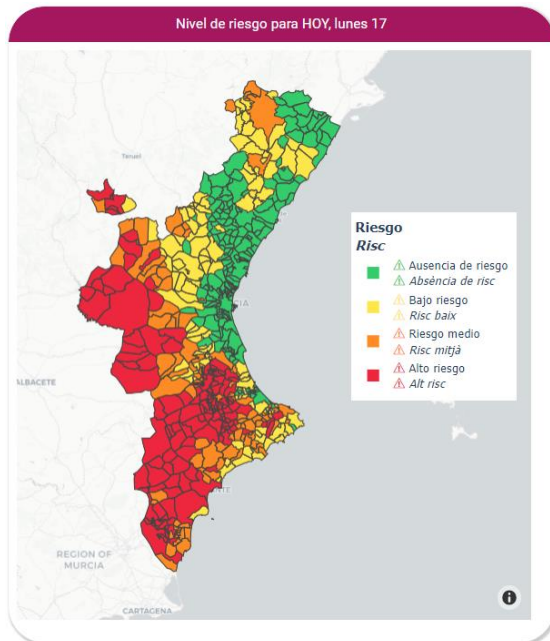 Nivel de riesgo para HOY, lunes 17
Teruel
Riesgo
Risc
Ausencia de riesgo
Absència de risc
Bajo riesgo
Risc baix
Riesgo medio
Risc mitjà
Alto riesgo
Alt risc
ALBACETE
REGION OF
MURCIA
CARTAGENA